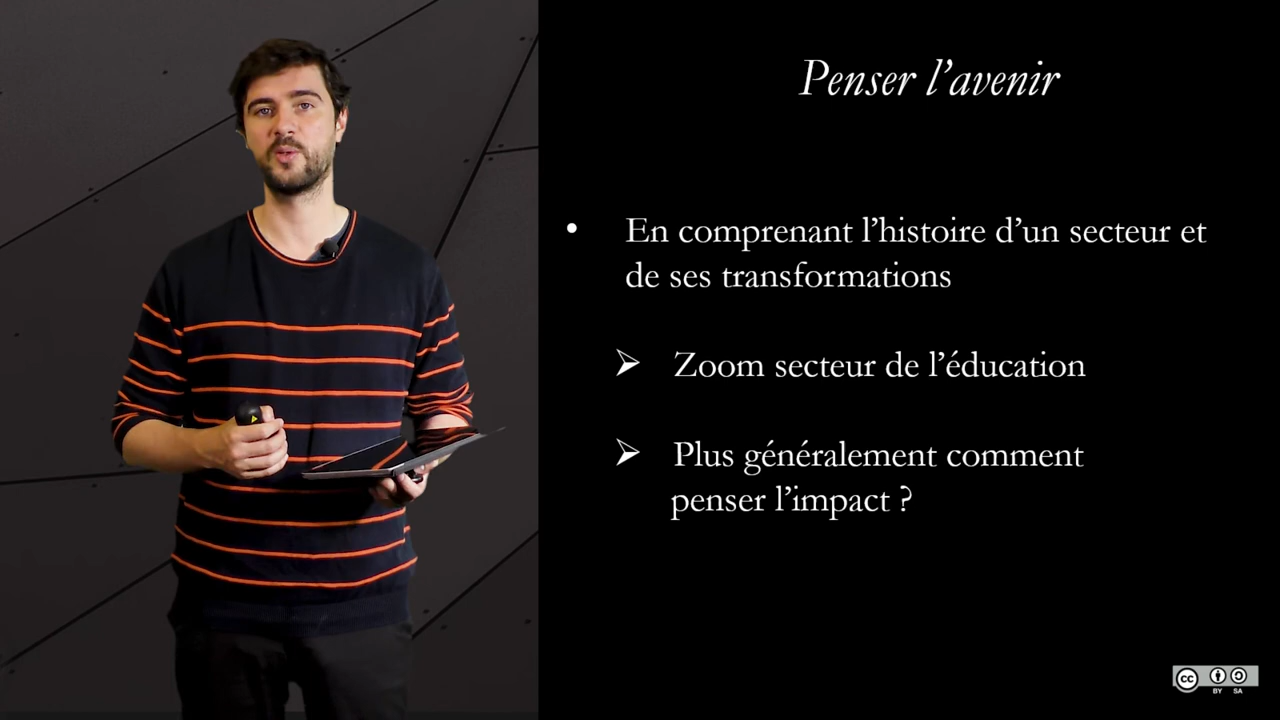 Penser l’avenir
• En comprenant l’histoire d’un secteur et
de ses transformations
➢ Zoom secteur de l’éducation
➢ Plus généralement comment
penser l’impact ?
cc
BY SA